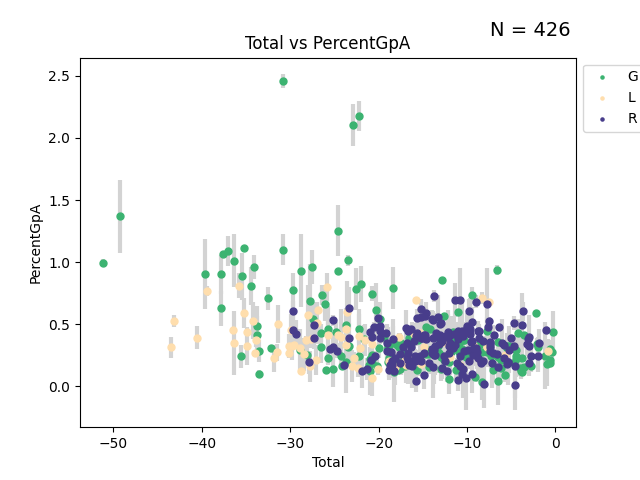 N = 426
Total vs PercentGpA
G
L
R
PercentGpA
2.5
2.0
1.5
1.0
0.5
0.0
−50 −40 −30 −20 −10 0
Total